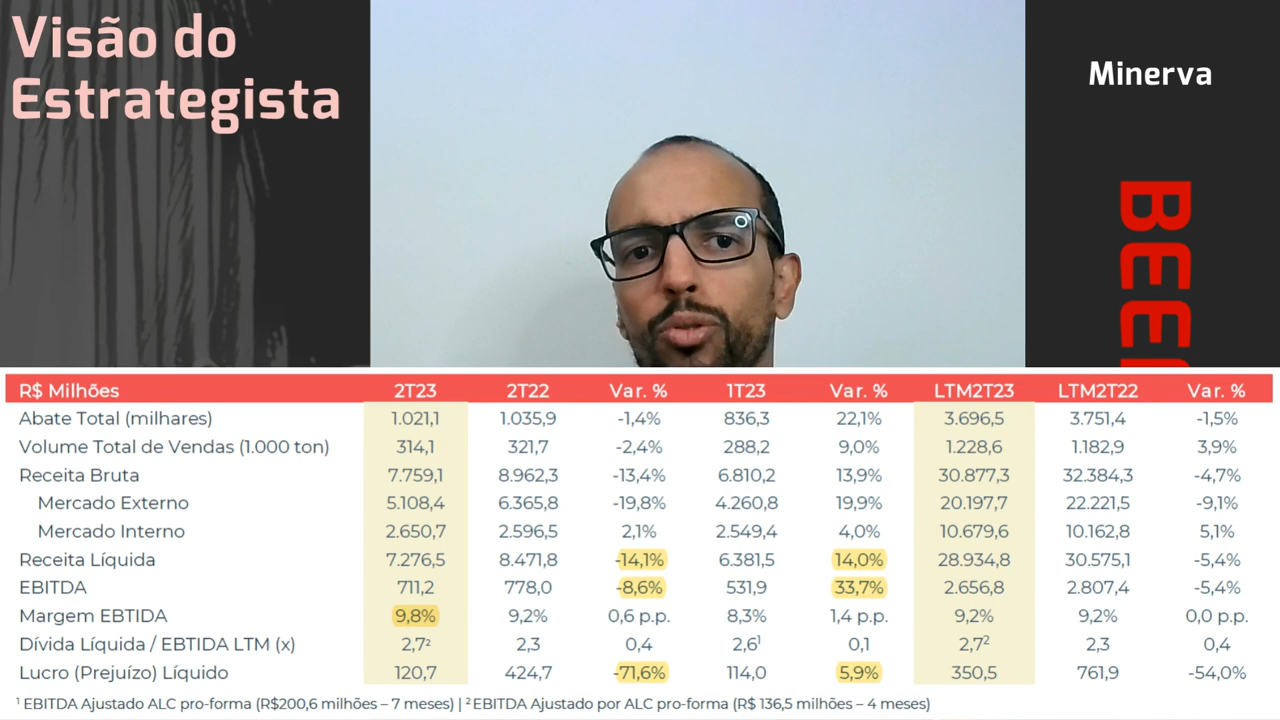 Visão do
Estrategista
Minerva
BEEF
R$ Milhões 2T23 2T22 Var. % 1T23 Var. % LTM2T23 LTM2T22 Var. %
Abate Total (milhares) 1.021,1 1.035,9 -1,4% 836,3 22,1% 3.696,5 3.751,4 -1,5%
Volume Total de Vendas (1.000 ton) 314,1 321,7 -2,4% 288,2 9,0% 1.228,6 1.182,9 3,9%
Receita Bruta 7.759,1 8.962,3 -13,4% 6.810,2 13,9% 30.877,3 32.384,3 -4,7%
Mercado Externo 5.108,4 6.365,8 -19,8% 4.260,8 19,9% 20.197,7 22.221,5 -9,1%
Mercado Interno 2.650,7 2.596,5 2,1% 2.549,4 4,0% 10.679,6 10.162,8 5,1%
Receita Líquida 7.276,5 8.471,8 -14,1% 6.381,5 14,0% 28.934,8 30.575,1 -5,4%
EBITDA 711,2 778,0 -8,6% 531,9 33,7% 2.656,8 2.807,4 -5,4%
Margem EBTIDA 9,8% 9,2% 0,6 p.p. 8,3% 1,4 p.p. 9,2% 9,2% 0,0 p.p.
Dívida Líquida / EBTIDA LTM (x) 2,7² 2,3 0,4 2,6¹ 0,1 2,7² 2,3 0,4
Lucro (Prejuízo) Líquido 120,7 424,7 -71,6% 114,0 5,9% 350,5 761,9 -54,0%
¹ EBITDA Ajustado ALC pro-forma (R$200,6 milhões – 7 meses) | ² EBITDA Ajustado por ALC pro-forma (R$ 136,5 milhões – 4 meses)